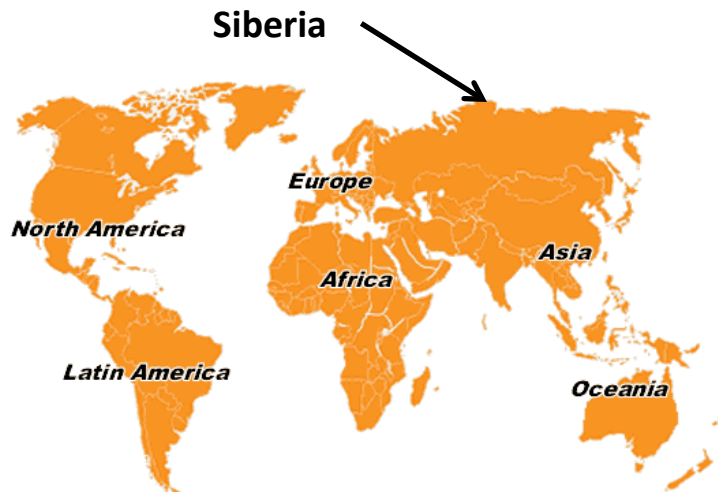 Siberia
Europe
North America
Asia
Africa
Latin America
Oceania